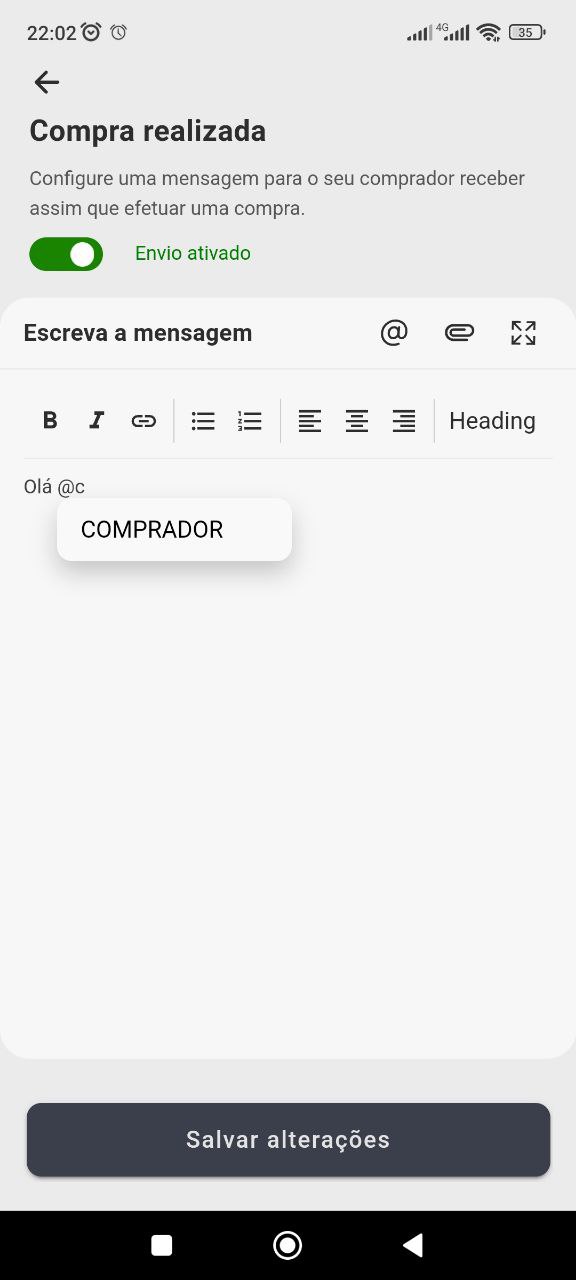 22:02
4G
35
Compra realizada
Configure uma mensagem para o seu comprador receber
assim que efetuar uma compra.
Envio ativado
Escreva a mensagem @
B I Heading
Olá @c
COMPRADOR
Salvar alterações